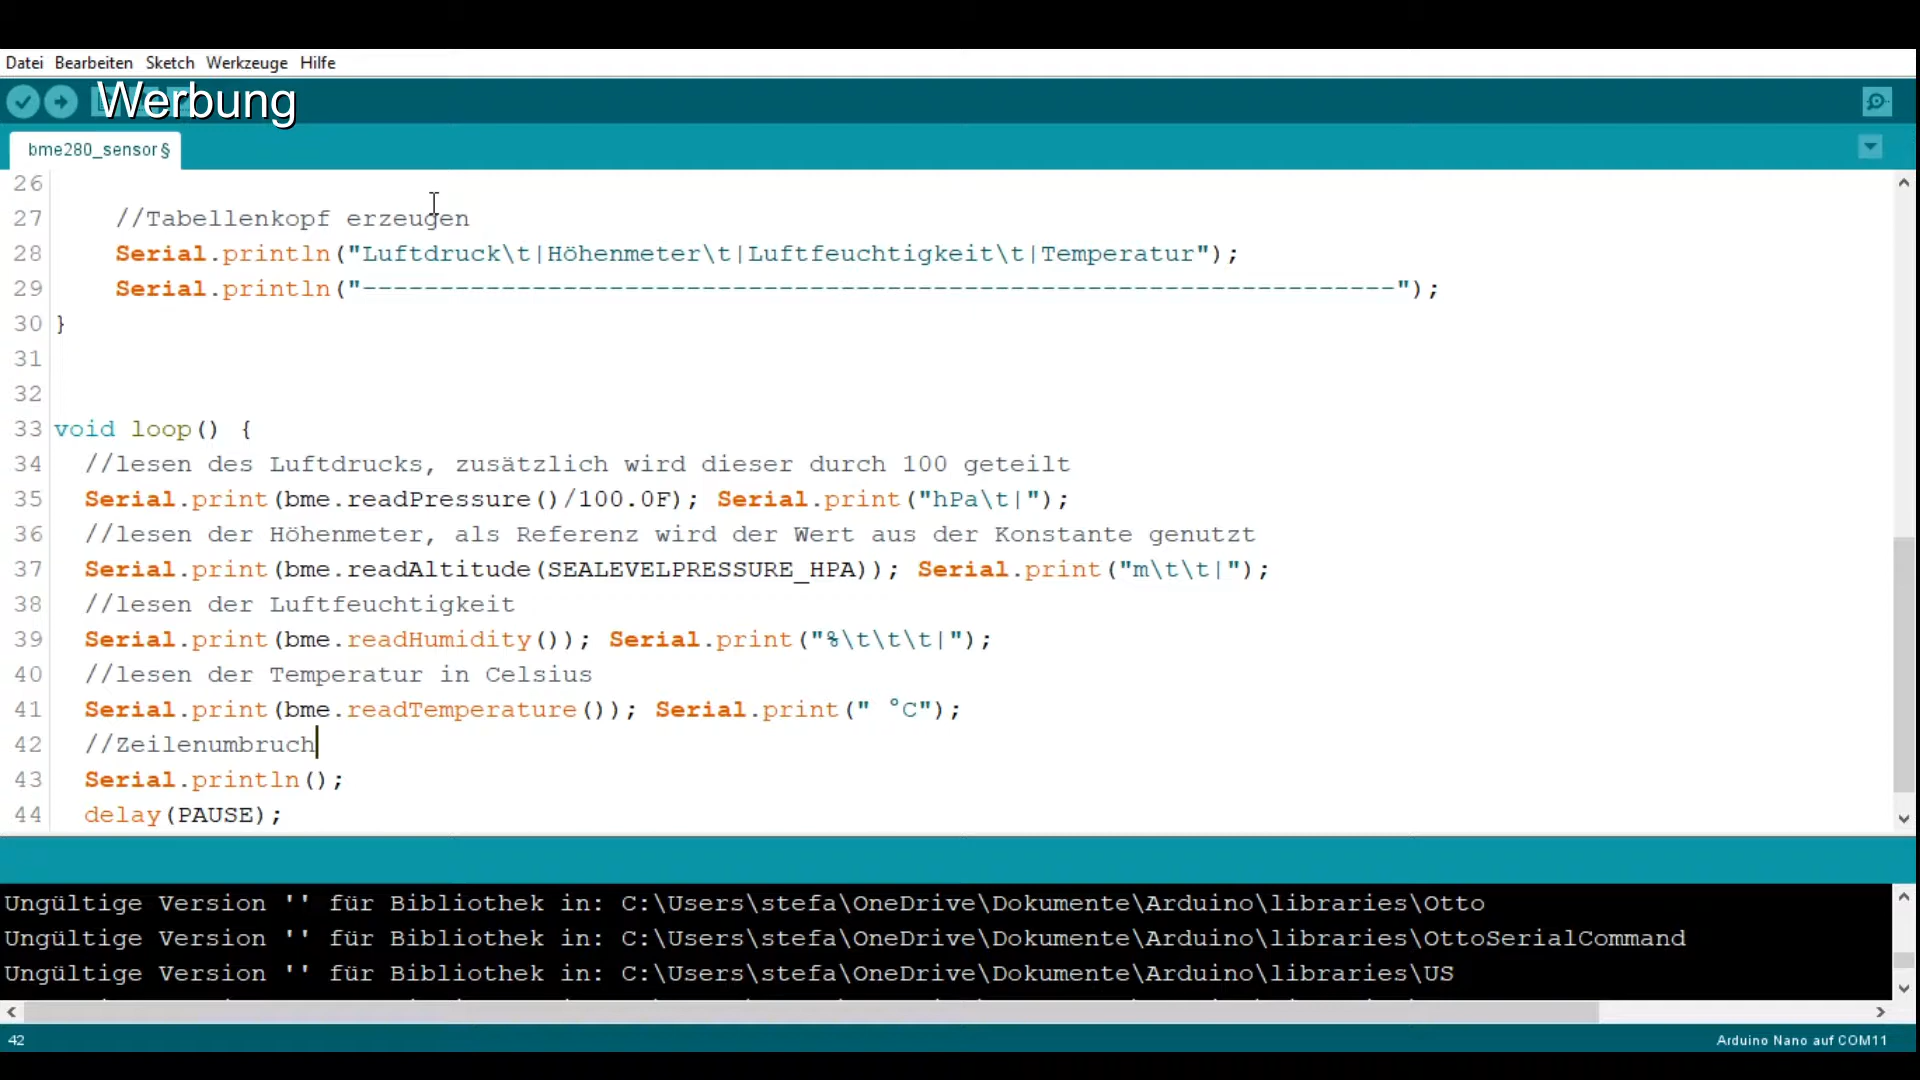 Datei Bearbeiten Sketch Werkzeuge Hilfe
Werbung
bme280_sensor§
26
27 //Tabellenkopf erzeugen
28 Serial.println("Luftdruck\t|Höhenmeter\t|Luftfeuchtigkeit\t|Temperatur");
29 Serial.println("-------------------------------------------------------------------");
30 }
31
32
33 void loop() {
34 //lesen des Luftdrucks, zusätzlich wird dieser durch 100 geteilt
35 Serial.print(bme.readPressure()/100.0F); Serial.print("hPa\t|");
36 //lesen der Höhenmeter, als Referenz wird der Wert aus der Konstante genutzt
37 Serial.print(bme.readAltitude(SEALEVELPRESSURE_HPA)); Serial.print("m\t\t|");
38 //lesen der Luftfeuchtigkeit
39 Serial.print(bme.readHumidity()); Serial.print("%\t\t\t|");
40 //lesen der Temperatur in Celsius
41 Serial.print(bme.readTemperature()); Serial.print(" °C");
42 //Zeilenumbruch
43 Serial.println();
44 delay(PAUSE);
Ungültige Version '' für Bibliothek in: C:\Users\stefa\OneDrive\Dokumente\Arduino\libraries\Otto
Ungültige Version '' für Bibliothek in: C:\Users\stefa\OneDrive\Dokumente\Arduino\libraries\OttoSerialCommand
Ungültige Version '' für Bibliothek in: C:\Users\stefa\OneDrive\Dokumente\Arduino\libraries\US
42
Arduino Nano auf COM11